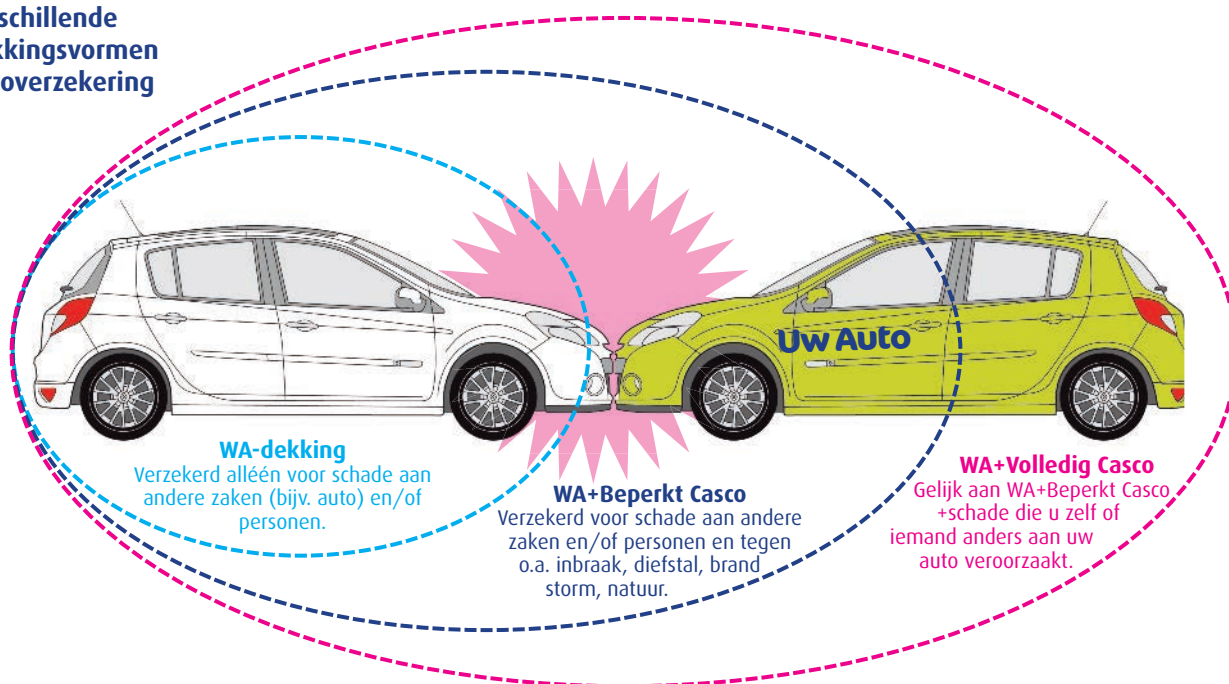 schillende
kkingsvormen
overzekering
Uw Auto
WA-dekking
Verzekerd alléén voor schade aan
andere zaken (bijv. auto) en/of
personen.
WA+Beperkt Casco
Verzekerd voor schade aan andere
zaken en/of personen en tegen
o.a. inbraak, diefstal, brand
storm, natuur.
WA+Volledig Casco
Gelijk aan WA+Beperkt Casco
+schade die u zelf of
iemand anders aan uw
auto veroorzaakt.